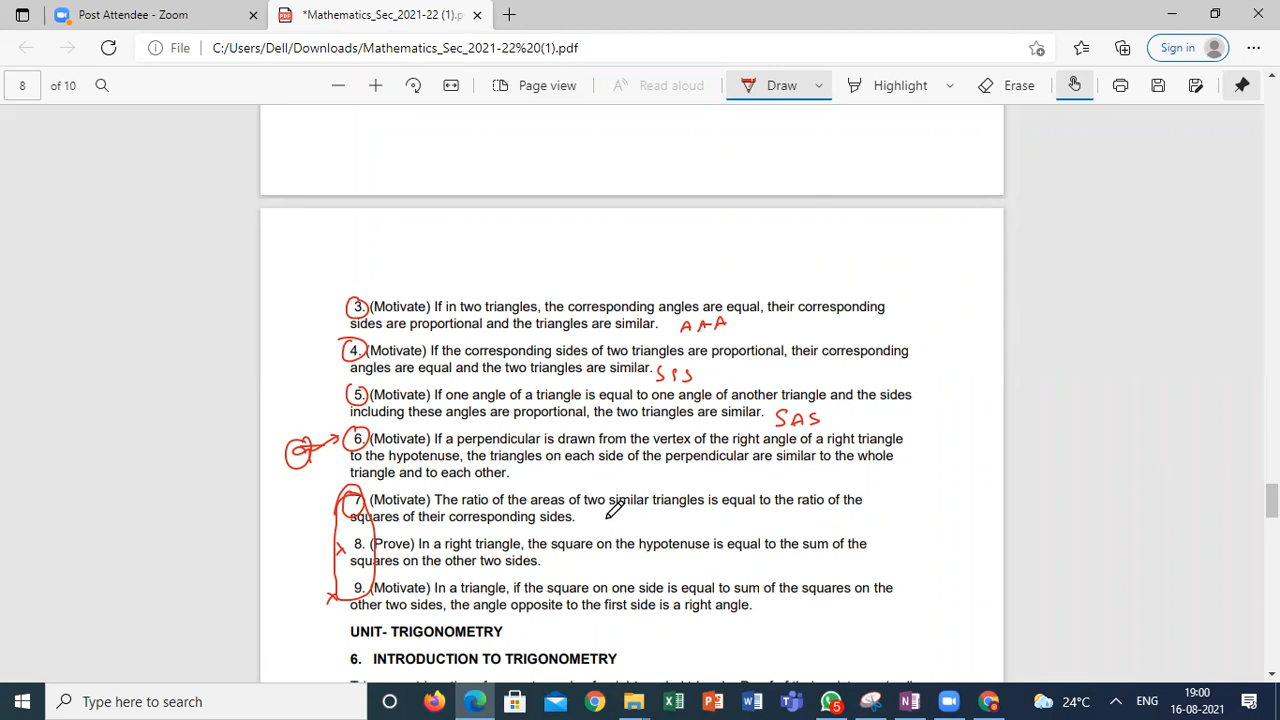 Post Attendee - Zoom
*Mathematics_Sec_2021-22 (1).p
File
C:/Users/Dell/Downloads/Mathematics_Sec_2021-22%20(1).pdf
Sign in
8 of 10
Page view
Read aloud
Draw
Highlight
Erase
3. (Motivate) If in two triangles, the corresponding angles are equal, their corresponding
sides are proportional and the triangles are similar. AAA
4. (Motivate) If the corresponding sides of two triangles are proportional, their corresponding
angles are equal and the two triangles are similar. SSS
5. (Motivate) If one angle of a triangle is equal to one angle of another triangle and the sides
including these angles are proportional, the two triangles are similar. SAS
6. (Motivate) If a perpendicular is drawn from the vertex of the right angle of a right triangle
to the hypotenuse, the triangles on each side of the perpendicular are similar to the whole
triangle and to each other.
7. (Motivate) The ratio of the areas of two similar triangles is equal to the ratio of the
squares of their corresponding sides.
8. (Prove) In a right triangle, the square on the hypotenuse is equal to the sum of the
squares on the other two sides.
9. (Motivate) In a triangle, if the square on one side is equal to sum of the squares on the
other two sides, the angle opposite to the first side is a right angle.
UNIT- TRIGONOMETRY
6. INTRODUCTION TO TRIGONOMETRY
Type here to search
5
24°C
ENG
19:00
16-08-2021